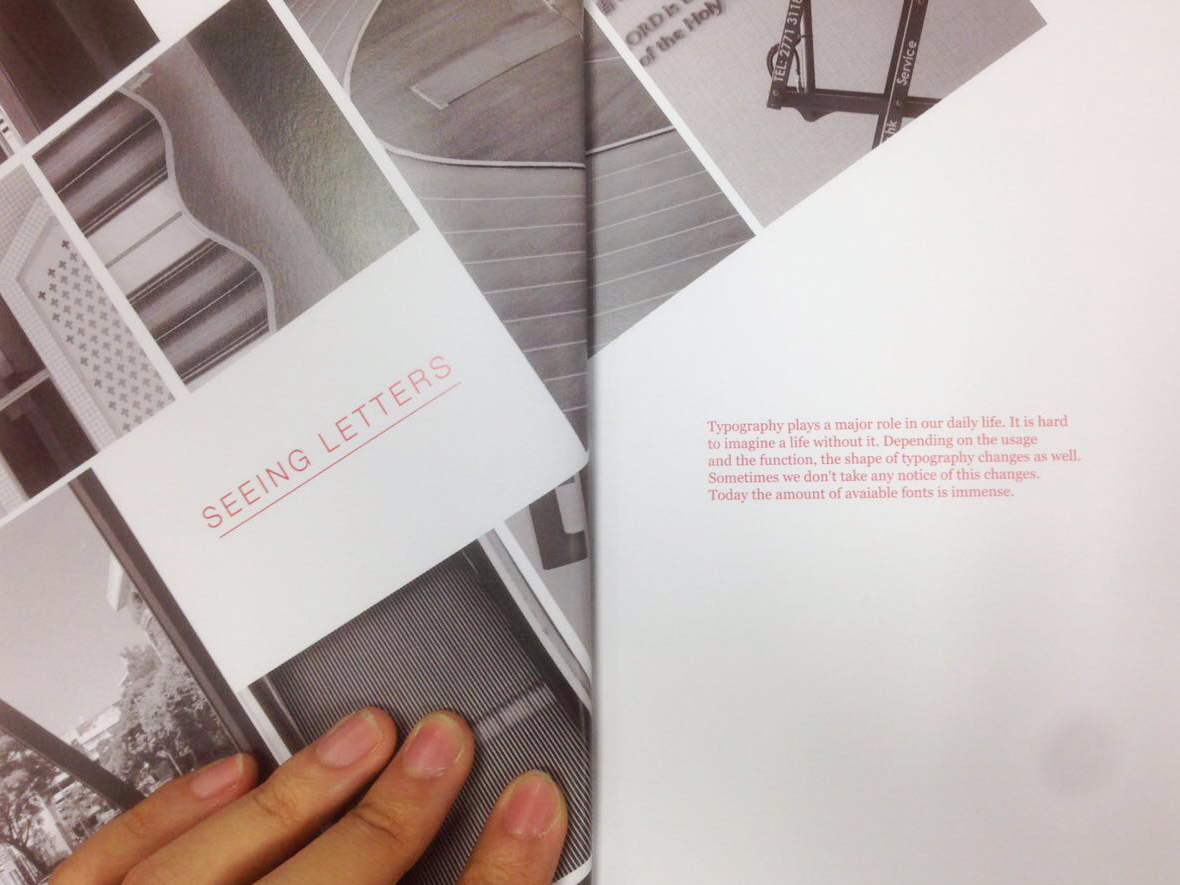 ORD is
of the Holy
TEL: 2771 311
Service
hk
SEEING LETTERS
Typography plays a major role in our daily life. It is hard
to imagine a life without it. Depending on the usage
and the function, the shape of typography changes as well.
Sometimes we don't take any notice of this changes.
Today the amount of avaiable fonts is immense.